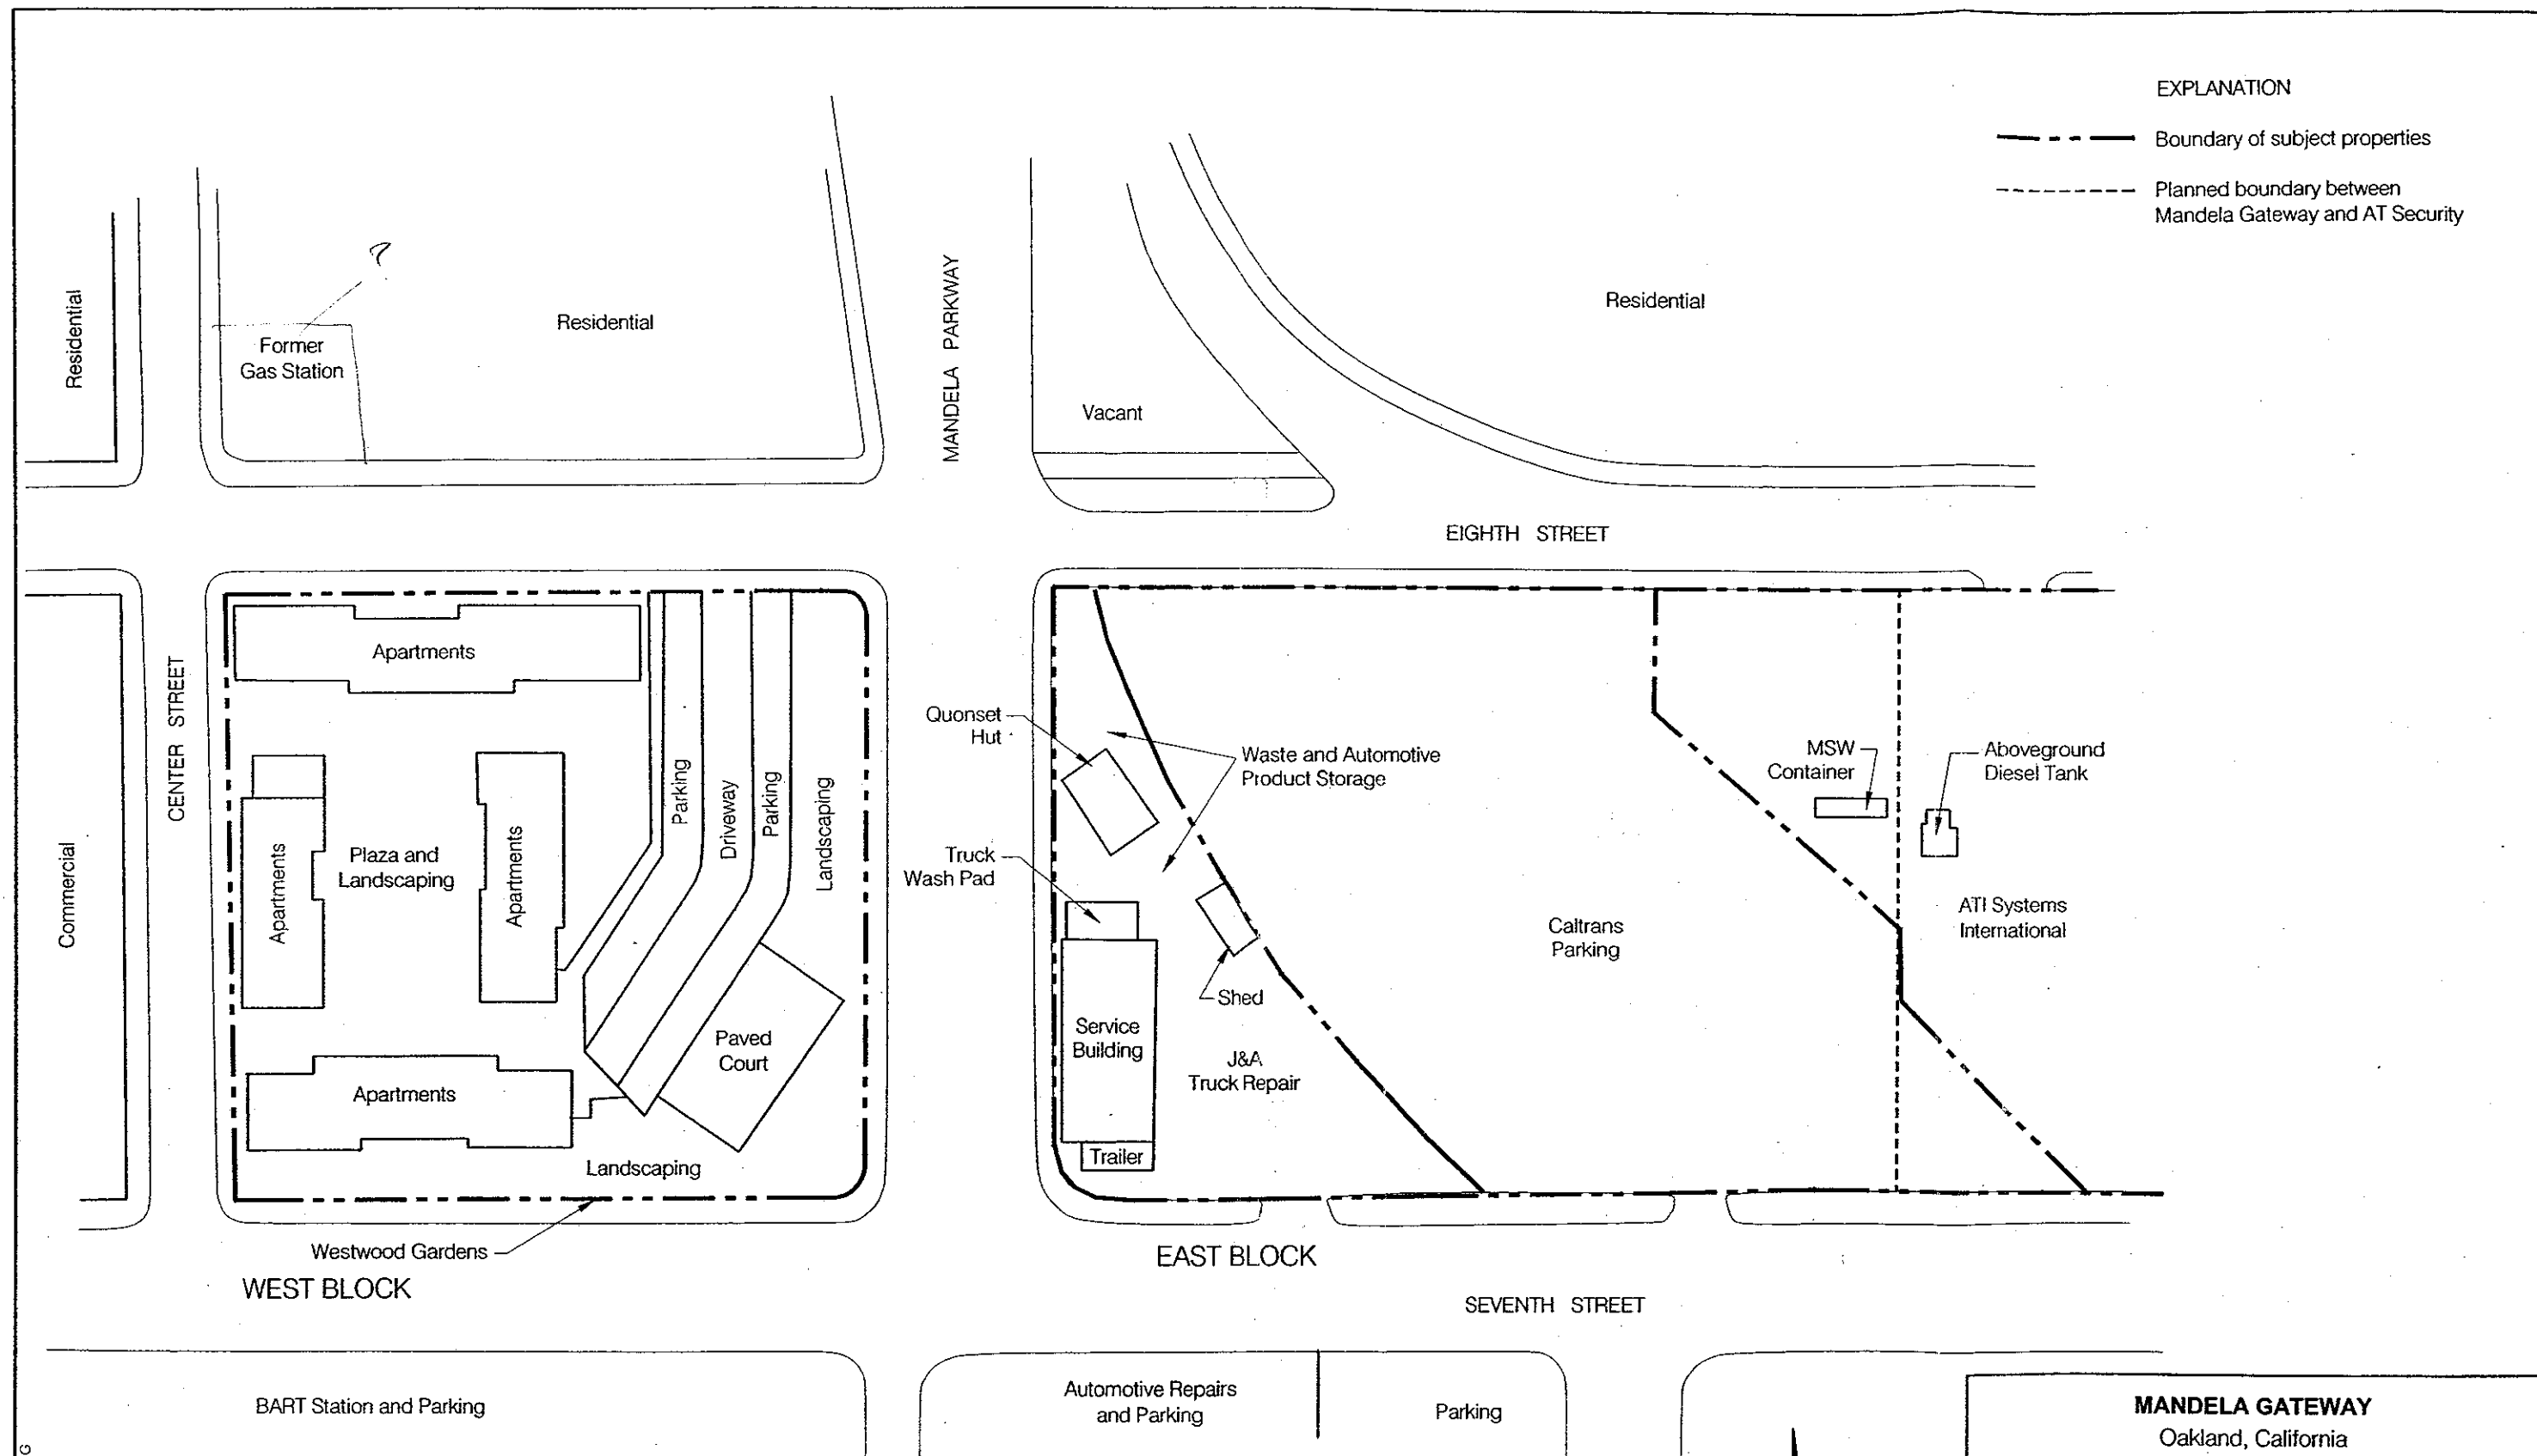 EXPLANATION
Boundary of subject properties
Planned boundary between
Mandela Gateway and AT Security
?
Residential
Former
Gas Station
Residential
MANDELA PARKWAY
Vacant
Residential
EIGHTH STREET
CENTER STREET
Commercial
Apartments
Apartments
Plaza and
Landscaping
Apartments
Parking
Driveway
Parking
Landscaping
Paved
Court
Apartments
Landscaping
Westwood Gardens
WEST BLOCK
Quonset
Hut
Waste and Automotive
Product Storage
Truck
Wash Pad
Shed
Service
Building
J&A
Truck Repair
Trailer
Caltrans
Parking
MSW
Container
Aboveground
Diesel Tank
ATI Systems
International
EAST BLOCK
SEVENTH STREET
BART Station and Parking
Automotive Repairs
and Parking
Parking
MANDELA GATEWAY
Oakland, California
G